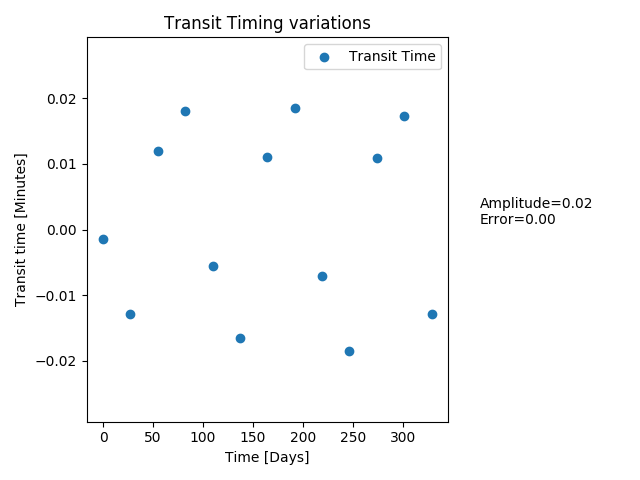 Transit Timing variations
Transit Time
0.02
0.01
0.00
−0.01
−0.02
Transit time [Minutes]
Amplitude=0.02
Error=0.00
0 50 100 150 200 250 300
Time [Days]